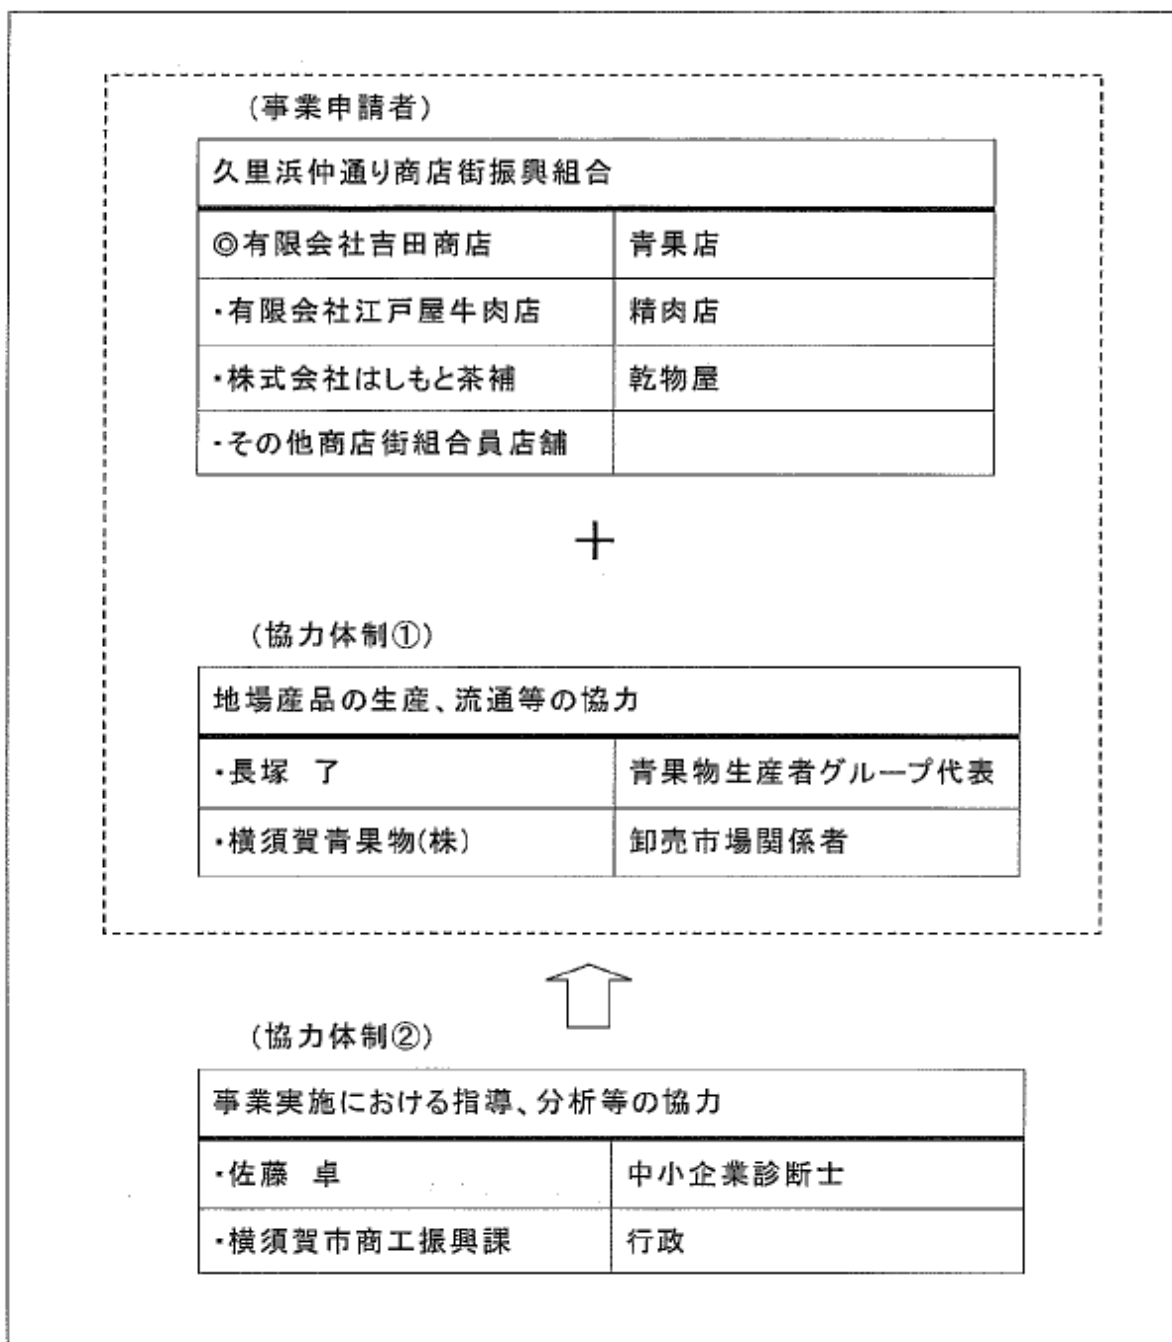 (事業申請者)
久里浜仲通り商店街振興組合
◎有限会社吉田商店 青果店
・有限会社江戸屋牛肉店 精肉店
・株式会社はしもと茶補 乾物屋
・その他商店街組合員店舗
+
(協力体制①)
地場産品の生産、流通等の協力
・長塚 了 青果物生産者グループ代表
・横須賀青果物(株) 卸売市場関係者
(協力体制②)
事業実施における指導、分析等の協力
・佐藤 卓 中小企業診断士
・横須賀市商工振興課 行政